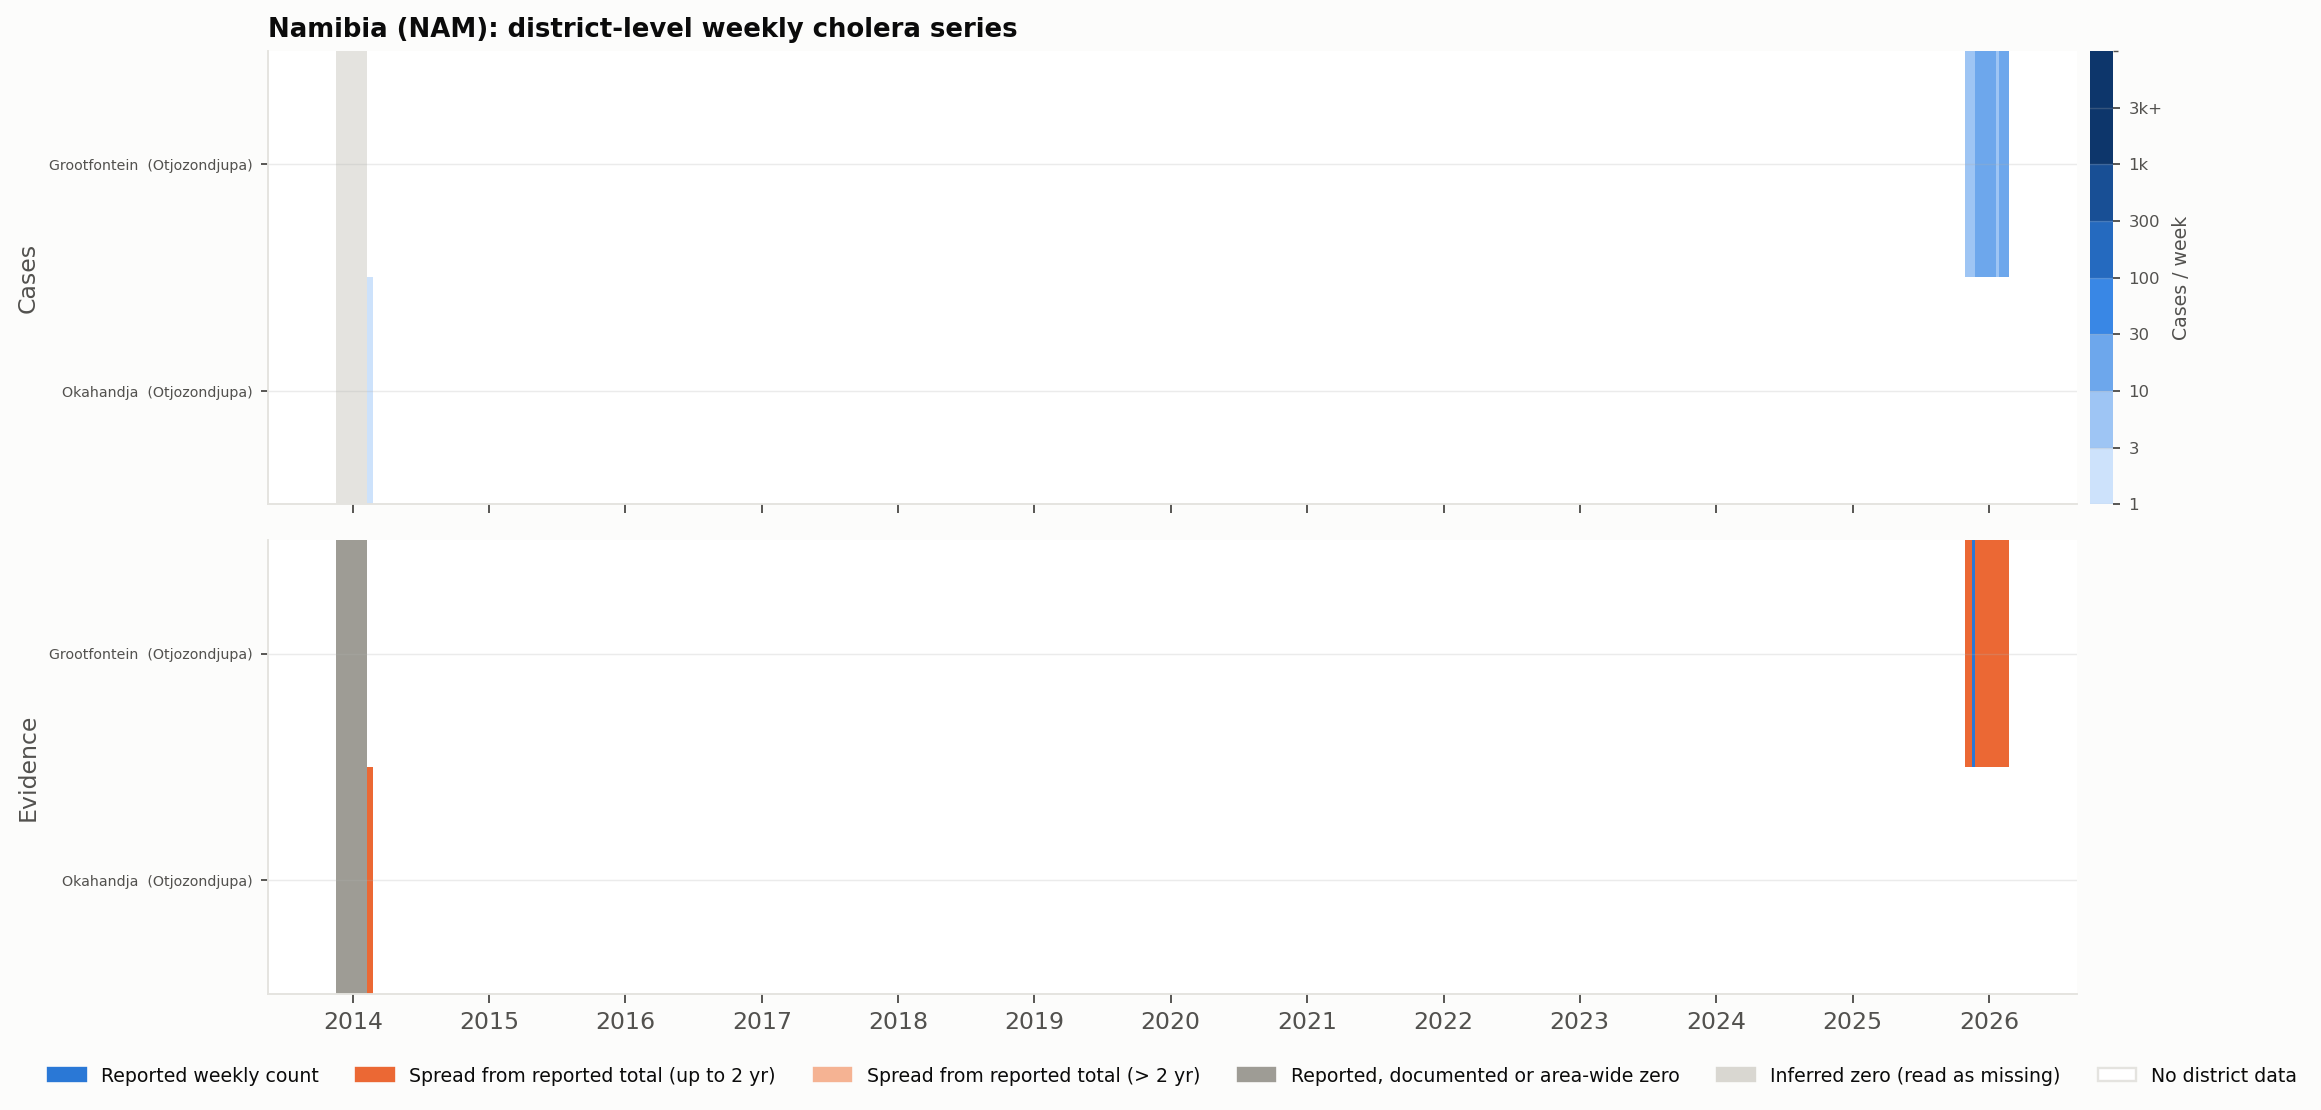 Namibia (NAM): district-level weekly cholera series
Cases
Grootfontein (Otjozondjupa)
Okahandja (Otjozondjupa)
3k+
1k
300
100
30
10
3
1
Cases / week
Evidence
Grootfontein (Otjozondjupa)
Okahandja (Otjozondjupa)
2014 2015 2016 2017 2018 2019 2020 2021 2022 2023 2024 2025 2026
Reported weekly count Spread from reported total (up to 2 yr) Spread from reported total (> 2 yr) Reported, documented or area-wide zero Inferred zero (read as missing) No district data